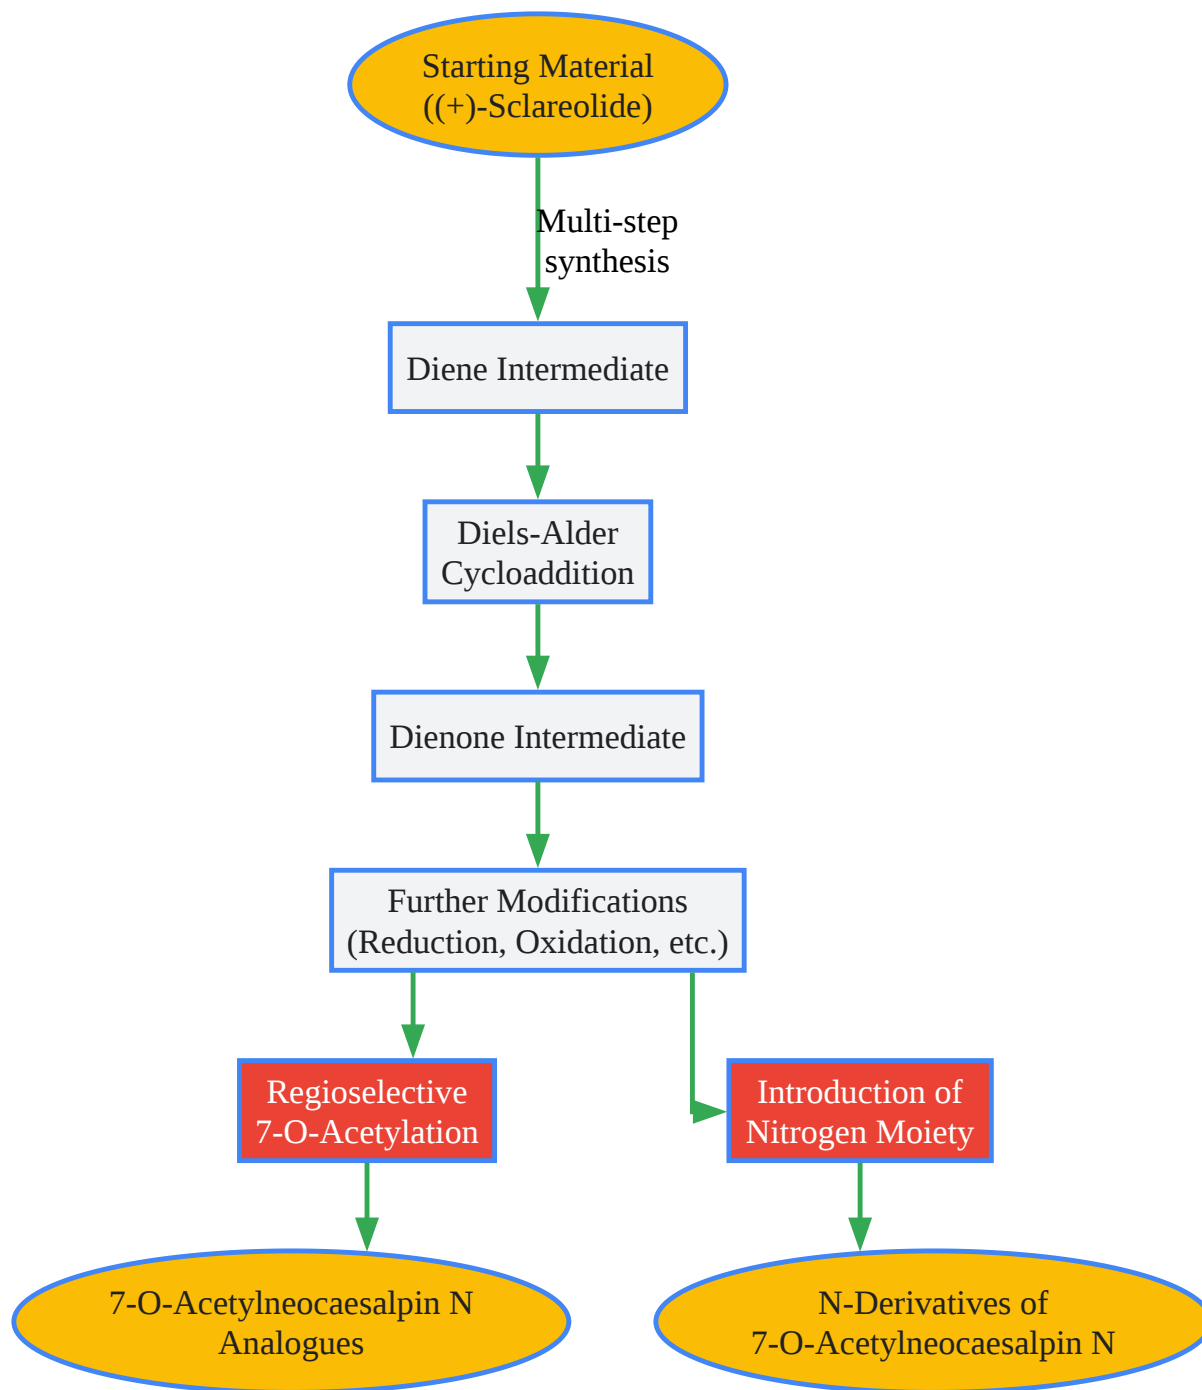 Starting Material
((+)-Sclareolide)
Multi-step
synthesis
Diene Intermediate
Diels-Alder
Cycloaddition
Dienone Intermediate
Further Modifications
(Reduction, Oxidation, etc.)
Regioselective
7-O-Acetylation
Introduction of
Nitrogen Moiety
7-O-Acetylneocaesalpin N
Analogues
N-Derivatives of
7-O-Acetylneocaesalpin N